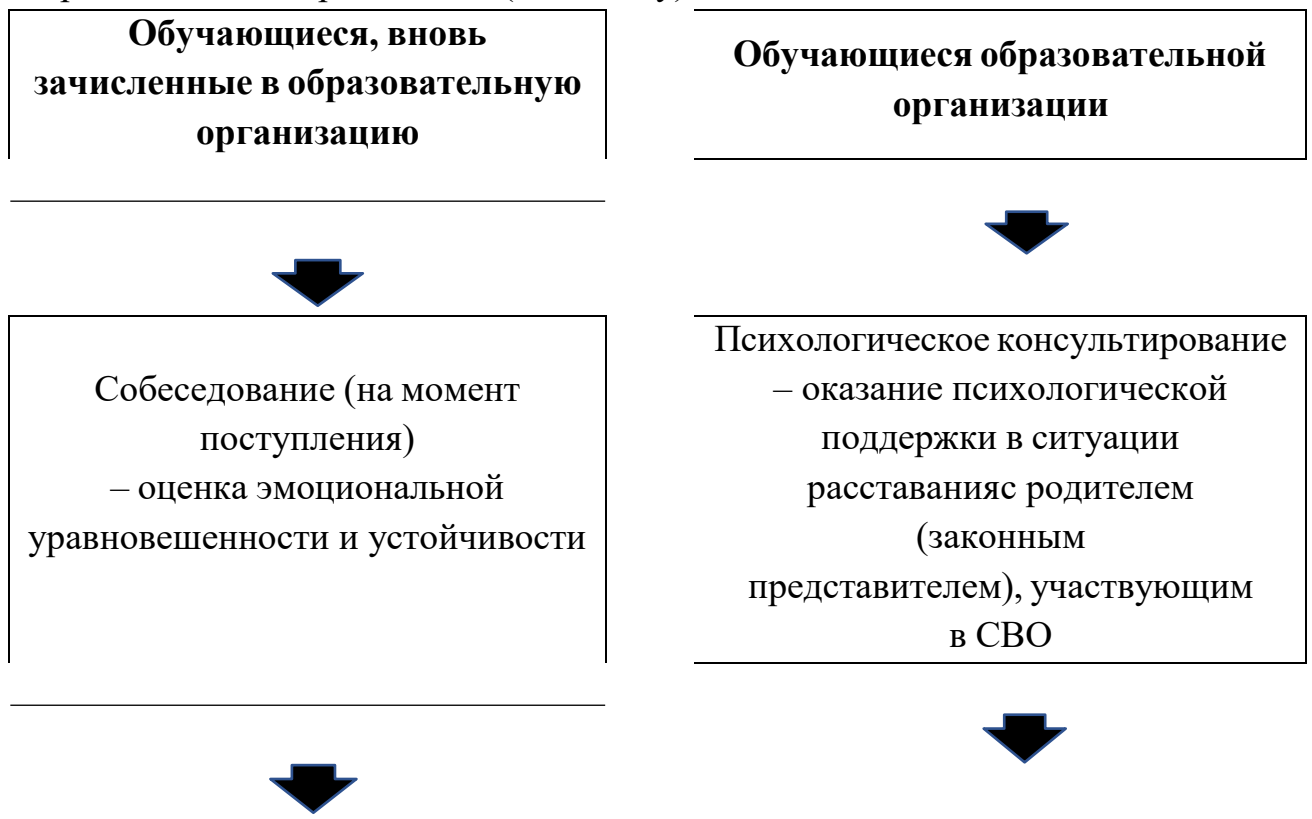 Обучающиеся, вновь
зачисленные в образовательную
организацию
Обучающиеся образовательной
организации
Собеседование (на момент
поступления)
– оценка эмоциональной
уравновешенности и устойчивости
Психологическое консультирование
– оказание психологической
поддержки в ситуации
расставанияс родителем
(законным
представителем), участвующим
в СВО